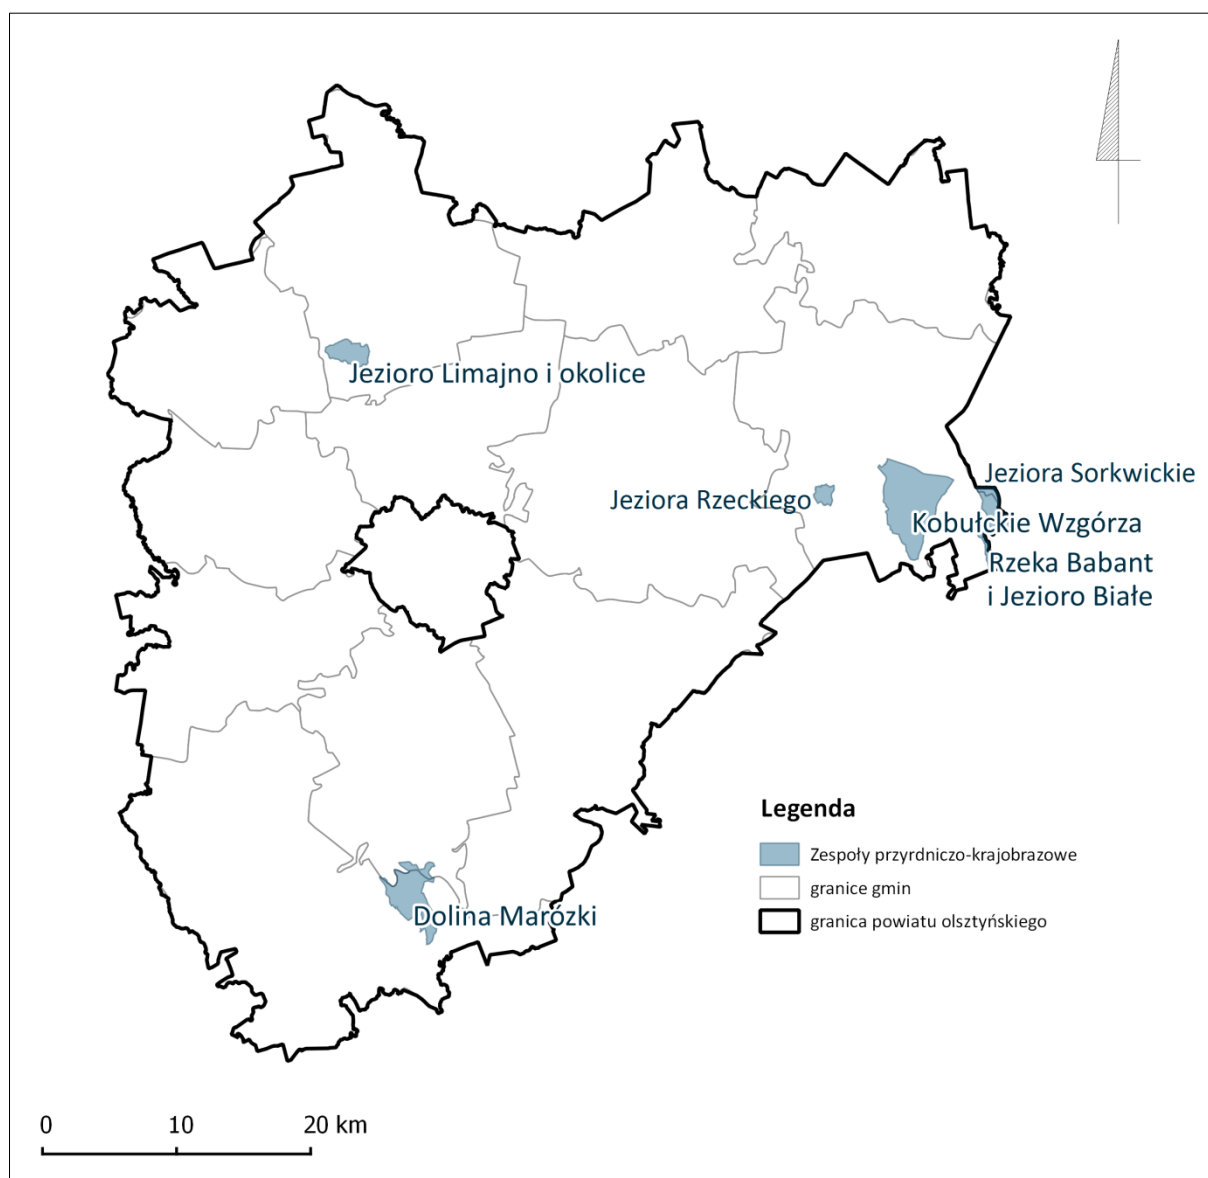 Jezioro Limajno i okolice
Jeziora Sorkwickie
Jeziora Rzeckiego
Kobułckie Wzgórza
Rzeka Babant
i Jezioro Białe
Legenda
Zespoły przyrdniczo-krajobrazowe
granice gmin
granica powiatu olsztyńskiego
Dolina Marózki
0 10 20 km